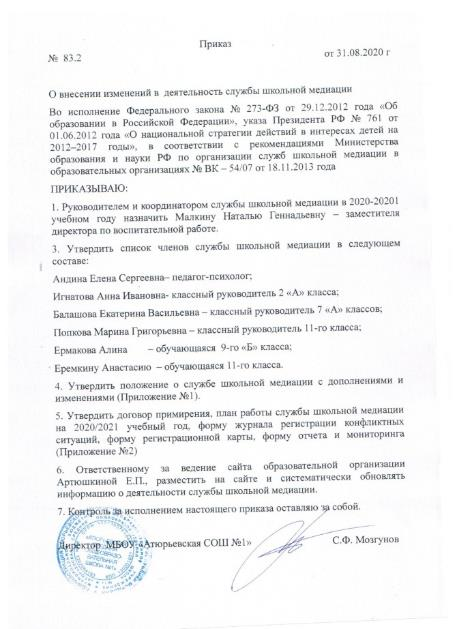 Приказ
№ 83.2 от 31.08.2020 г
О внесении изменений в деятельность службы школьной медиации
Во исполнение Федерального закона № 273-ФЗ от 29.12.2012 года «Об
образовании в Российской Федерации», указа Президента РФ № 761 от
01.06.2012 года «О национальной стратегии действий в интересах детей на
2012–2017 годы», в соответствии с рекомендациями Министерства
образования и науки РФ по организации служб школьной медиации в
образовательных организациях № ВК – 54/07 от 18.11.2013 года
ПРИКАЗЫВАЮ:
1. Руководителем и координатором службы школьной медиации в 2020-20201
учебном году назначить Малкину Наталью Геннадьевну – заместителя
директора по воспитательной работе.
3. Утвердить список членов службы школьной медиации в следующем
составе:
Андина Елена Сергеевна– педагог-психолог;
Игнатова Анна Ивановна- классный руководитель 2 «А» класса;
Балашова Екатерина Васильевна – классный руководитель 7 «А» классов;
Попкова Марина Григорьевна – классный руководитель 11-го класса;
Ермакова Алина – обучающаяся 9-го «Б» класса;
Еремкину Анастасию – обучающаяся 11-го класса.
4. Утвердить положение о службе школьной медиации с дополнениями и
изменениями (Приложение №1).
5. Утвердить договор примирения, план работы службы школьной медиации
на 2020/2021 учебный год, форму журнала регистрации конфликтных
ситуаций, форму регистрационной карты, форму отчета и мониторинга
(Приложение №2)
6. Ответственному за ведение сайта образовательной организации
Артюшкиной Е.П., разместить на сайте и систематически обновлять
информацию о деятельности службы школьной медиации.
7. Контроль за исполнением настоящего приказа оставляю за собой.
Директор МБОУ «Атюрьевская СОШ №1» С.Ф. Мозгунов